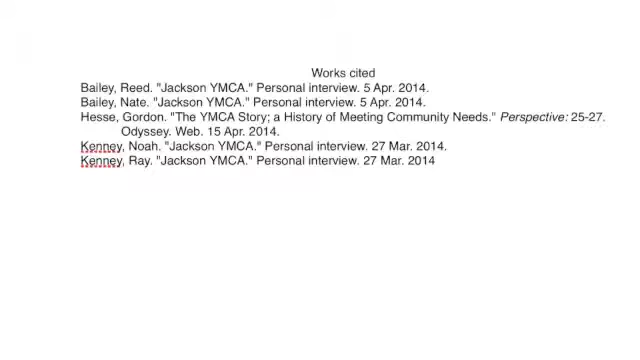 Works cited
Bailey, Reed. "Jackson YMCA." Personal interview. 5 Apr. 2014.
Bailey, Nate. "Jackson YMCA." Personal interview. 5 Apr. 2014.
Hesse, Gordon. "The YMCA Story; a History of Meeting Community Needs." Perspective: 25-27.
Odyssey. Web. 15 Apr. 2014.
Kenney, Noah. "Jackson YMCA." Personal interview. 27 Mar. 2014.
Kenney, Ray. "Jackson YMCA." Personal interview. 27 Mar. 2014